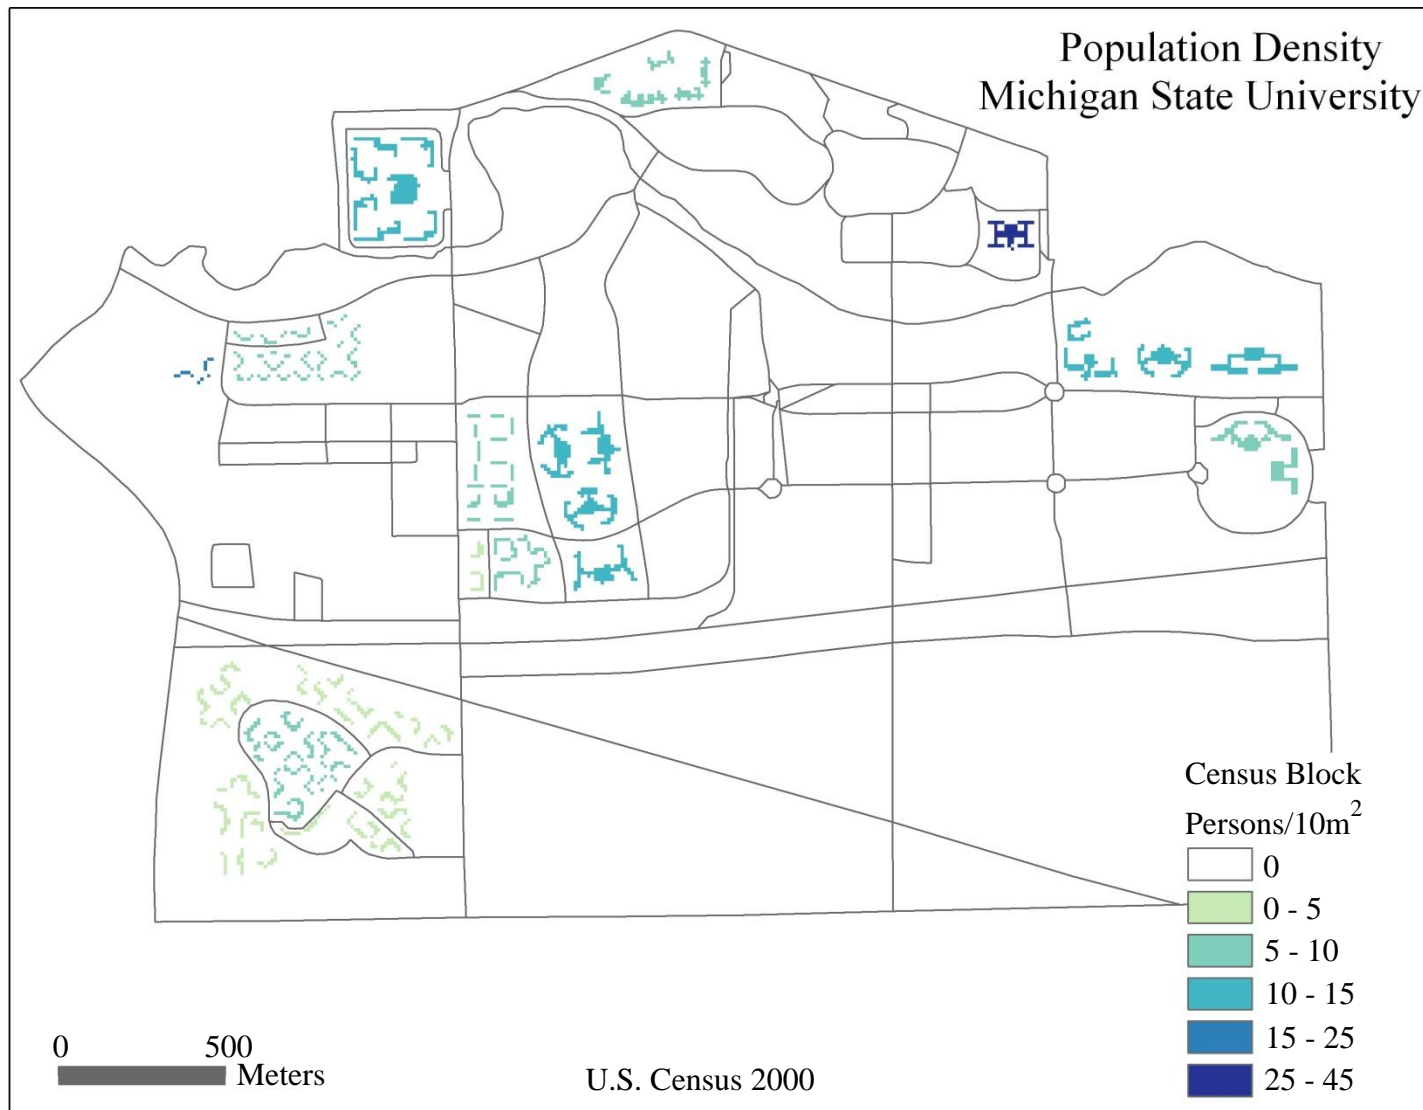 Population Density
Michigan State University
Census Block
Persons/10m²
0
0 - 5
5 - 10
10 - 15
15 - 25
25 - 45
0 500
Meters
U.S. Census 2000